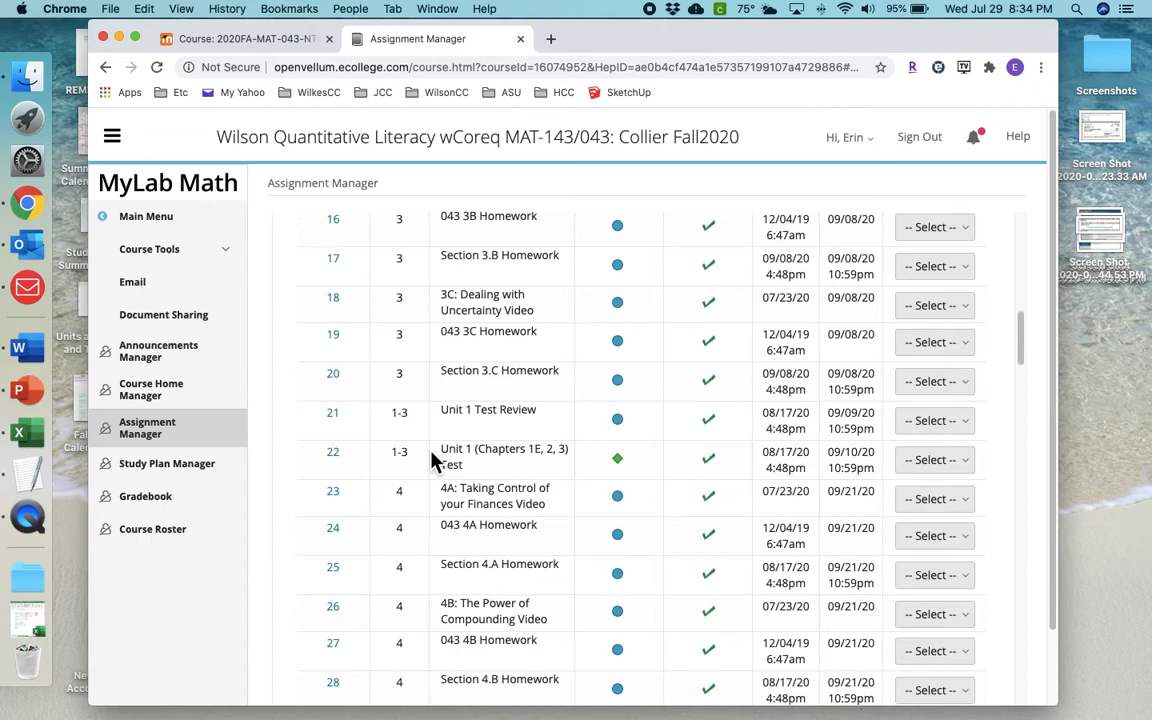 Chrome File Edit View History Bookmarks People Tab Window Help 75° 95% Wed Jul 29 8:34 PM
Course: 2020FA-MAT-043-NT Assignment Manager
Not Secure openvellum.ecollege.com/course.html?courseId=16074952&HepID=ae0b4cf474a1e57357199107a4729886#...
Apps Etc My Yahoo WilkesCC JCC WilsonCC ASU HCC SketchUp
Wilson Quantitative Literacy wCoreq MAT-143/043: Collier Fall2020 Hi, Erin Sign Out Help
MyLab Math
Main Menu
Course Tools
Email
Document Sharing
Announcements
Manager
Course Home
Manager
Assignment
Manager
Study Plan Manager
Gradebook
Course Roster
Assignment Manager
16 3 043 3B Homework 12/04/19 09/08/20 -- Select --
6:47am
17 3 Section 3.B Homework 09/08/20 09/08/20 -- Select --
4:48pm 10:59pm
18 3 3C: Dealing with 07/23/20 09/08/20 -- Select --
Uncertainty Video
19 3 043 3C Homework 12/04/19 09/08/20 -- Select --
6:47am
20 3 Section 3.C Homework 09/08/20 09/08/20 -- Select --
4:48pm 10:59pm
21 1-3 Unit 1 Test Review 08/17/20 09/09/20 -- Select --
4:48pm 10:59pm
22 1-3 Unit 1 (Chapters 1E, 2, 3) 08/17/20 09/10/20 -- Select --
Test 4:48pm 10:59pm
23 4 4A: Taking Control of 07/23/20 09/21/20 -- Select --
your Finances Video
24 4 043 4A Homework 12/04/19 09/21/20 -- Select --
6:47am
25 4 Section 4.A Homework 08/17/20 09/21/20 -- Select --
4:48pm 10:59pm
26 4 4B: The Power of 07/23/20 09/21/20 -- Select --
Compounding Video
27 4 043 4B Homework 12/04/19 09/21/20 -- Select --
6:47am
28 4 Section 4.B Homework 08/17/20 09/21/20 -- Select --
4:48pm 10:59pm
Screenshots
Screen Shot
2020-0...23.33 AM
Screen Shot